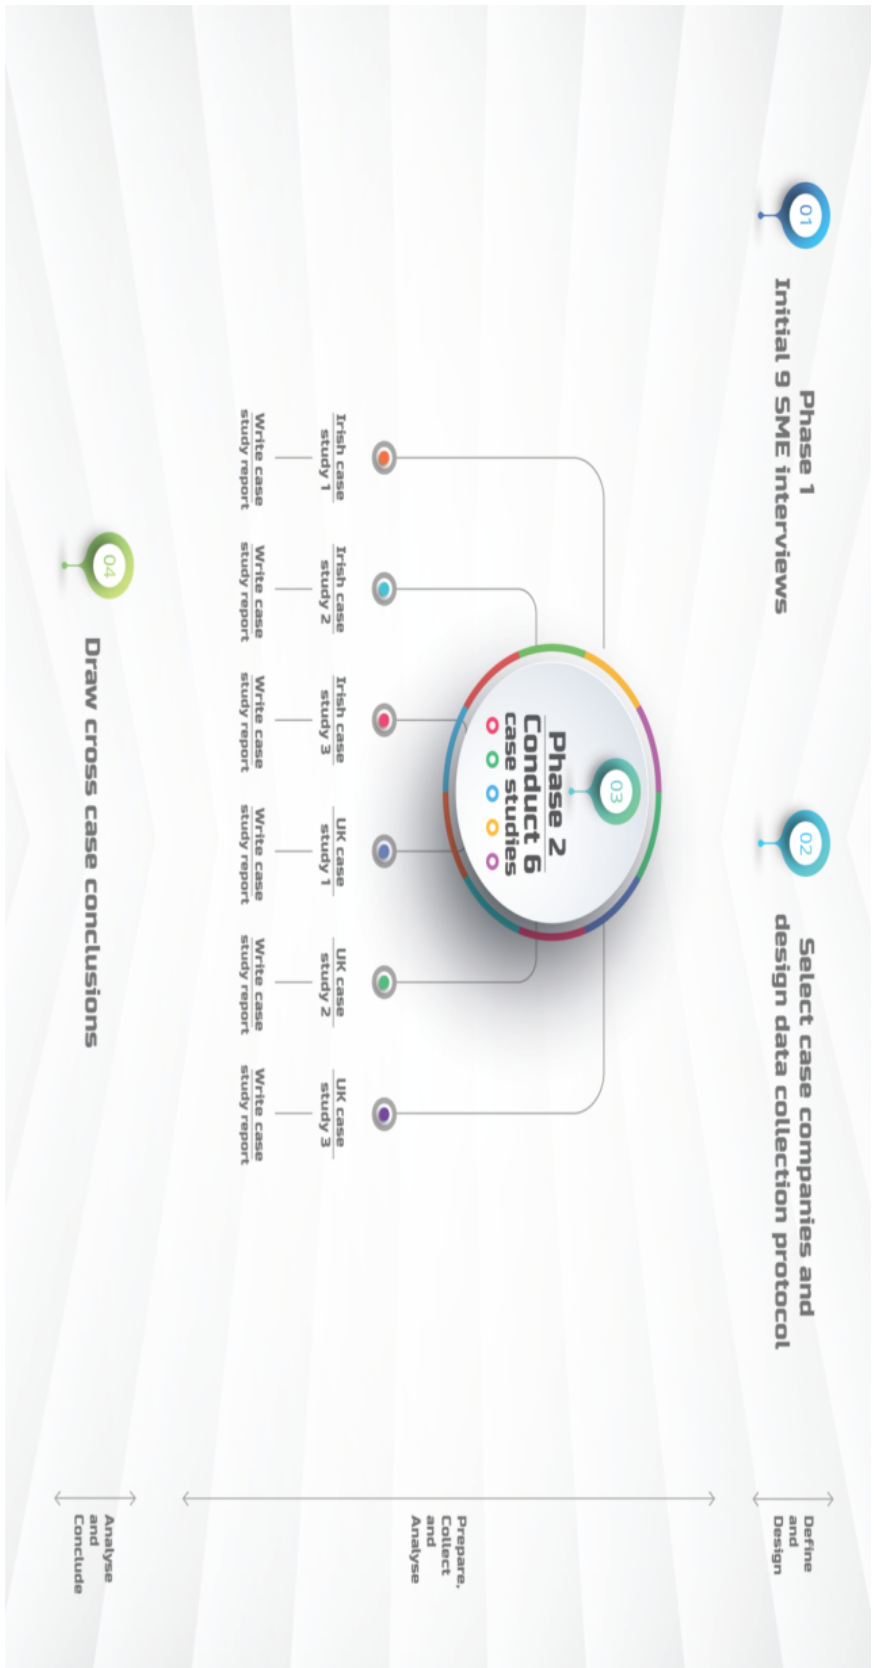 01
Phase 1
Initial 9 SME interviews
02
Select case companies and
design data collection protocol
Define
and
Design
03
Phase 2
Conduct 6
case studies
Irish case
study 1
Irish case
study 2
Irish case
study 3
UK case
study 1
UK case
study 2
UK case
study 3
Write case
study report
Write case
study report
Write case
study report
Write case
study report
Write case
study report
Write case
study report
Prepare,
Collect
and
Analyse
04
Draw cross case conclusions
Analyse
and
Conclude